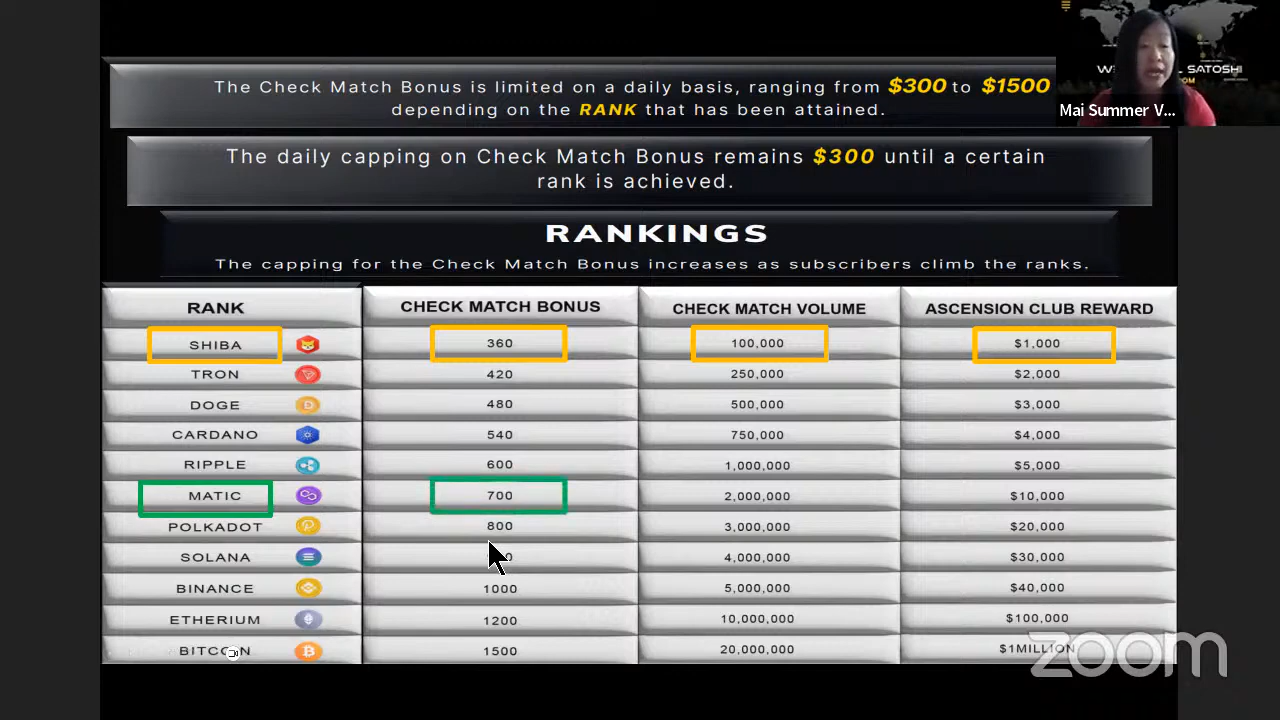 The Check Match Bonus is limited on a daily basis, ranging from $300 to $1500
depending on the RANK that has been attained.
The daily capping on Check Match Bonus remains $300 until a certain
rank is achieved.
RANKINGS
The capping for the Check Match Bonus increases as subscribers climb the ranks.
RANK CHECK MATCH BONUS CHECK MATCH VOLUME ASCENSION CLUB REWARD
SHIBA 360 100,000 $1,000
TRON 420 250,000 $2,000
DOGE 480 500,000 $3,000
CARDANO 540 750,000 $4,000
RIPPLE 600 1,000,000 $5,000
MATIC 700 2,000,000 $10,000
POLKADOT 800 3,000,000 $20,000
SOLANA 4,000,000 $30,000
BINANCE 1000 5,000,000 $40,000
ETHERIUM 1200 10,000,000 $100,000
BITCOIN 1500 20,000,000 $1MILLION
SATOSHI
Mai Summer V...
zoom